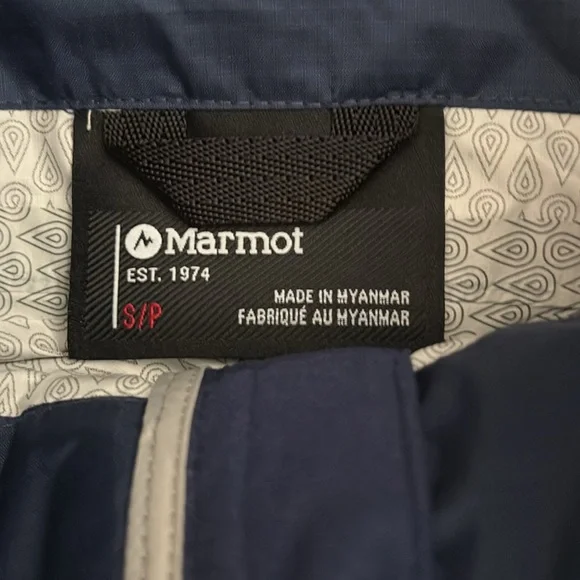 Marmot
EST. 1974
S/P
MADE IN MYANMAR
FABRIQUÉ AU MYANMAR